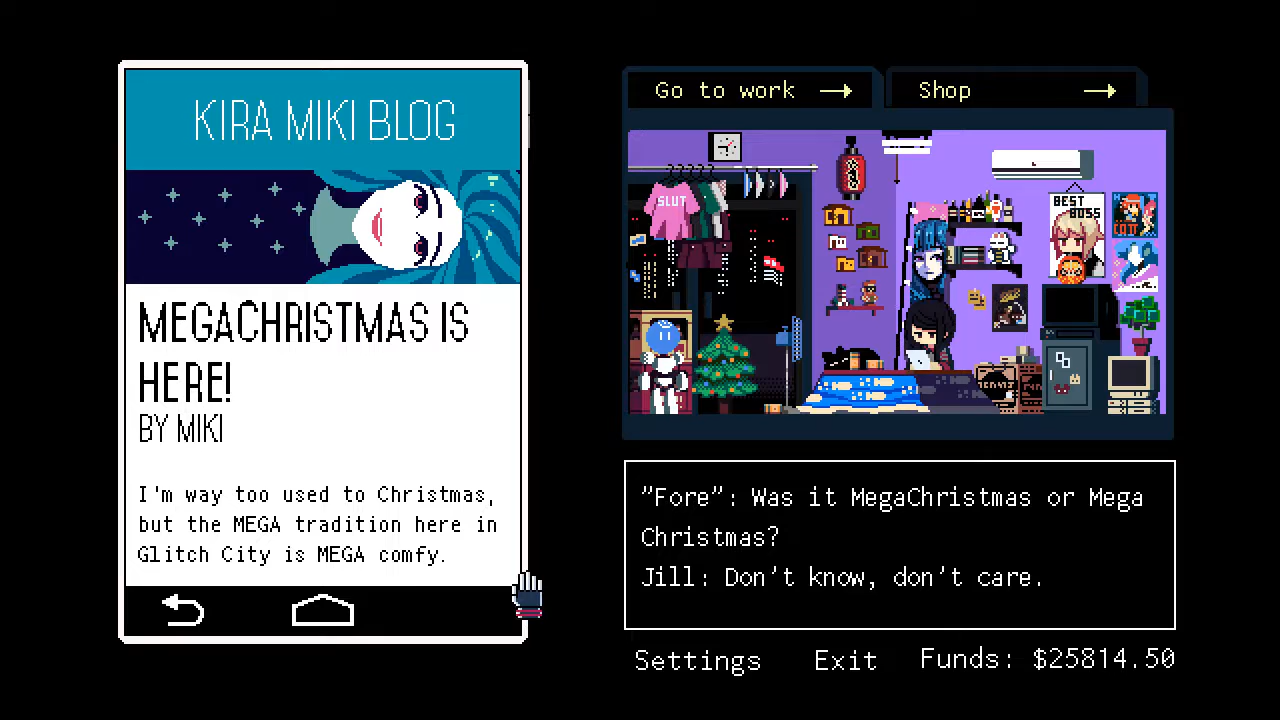 KIRA MIKI BLOG
MEGACHRISTMAS IS
HERE!
BY MIKI
I'm way too used to Christmas,
but the MEGA tradition here in
Glitch City is MEGA comfy.
Go to work →
Shop →
SLUT
BEST
BOSS
"Fore": Was it MegaChristmas or Mega
Christmas?
Jill: Don't know, don't care.
Settings
Exit
Funds: $25814.50